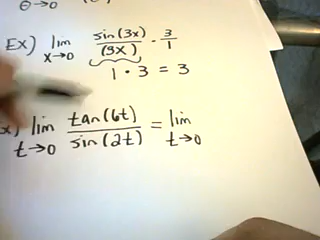 θ→0
Ex) lim x→0 sin(3x)/(3x) · 3/1
1 · 3 = 3
x) lim t→0 tan(6t)/sin(2t) = lim t→0